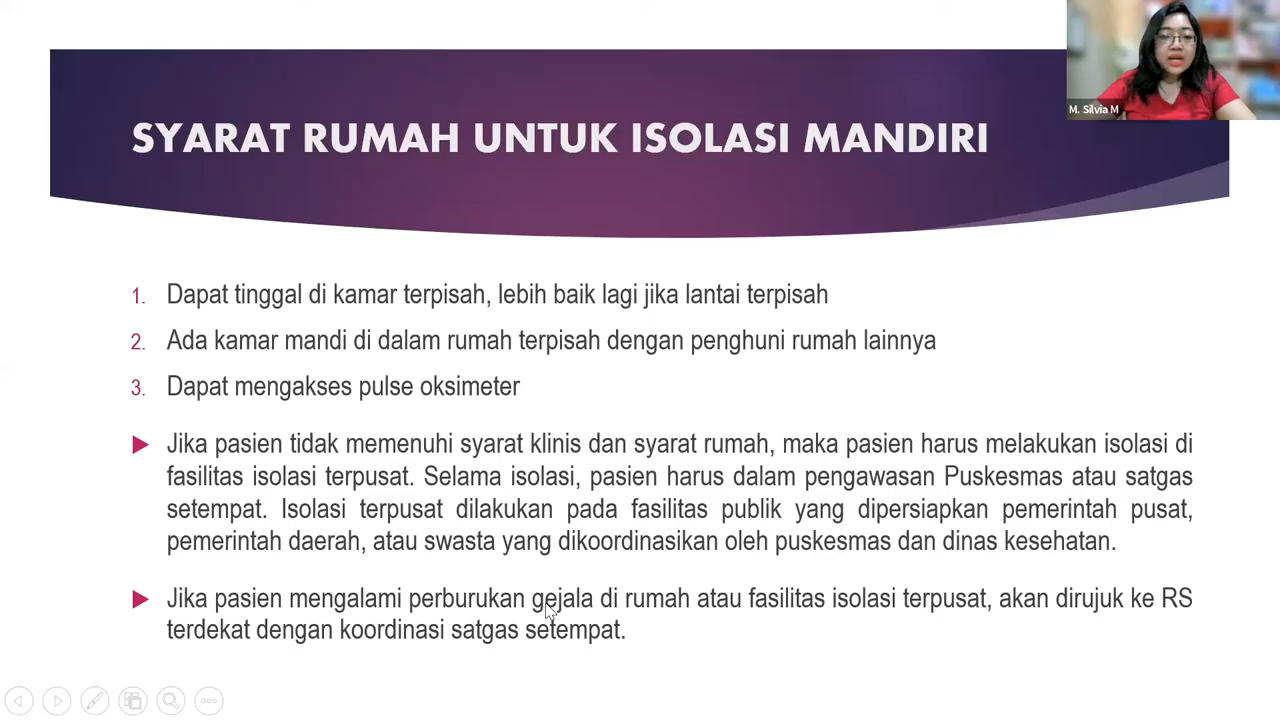 M. Silvia M
SYARAT RUMAH UNTUK ISOLASI MANDIRI
1. Dapat tinggal di kamar terpisah, lebih baik lagi jika lantai terpisah
2. Ada kamar mandi di dalam rumah terpisah dengan penghuni rumah lainnya
3. Dapat mengakses pulse oksimeter
Jika pasien tidak memenuhi syarat klinis dan syarat rumah, maka pasien harus melakukan isolasi di
fasilitas isolasi terpusat. Selama isolasi, pasien harus dalam pengawasan Puskesmas atau satgas
setempat. Isolasi terpusat dilakukan pada fasilitas publik yang dipersiapkan pemerintah pusat,
pemerintah daerah, atau swasta yang dikoordinasikan oleh puskesmas dan dinas kesehatan.
Jika pasien mengalami perburukan gejala di rumah atau fasilitas isolasi terpusat, akan dirujuk ke RS
terdekat dengan koordinasi satgas setempat.